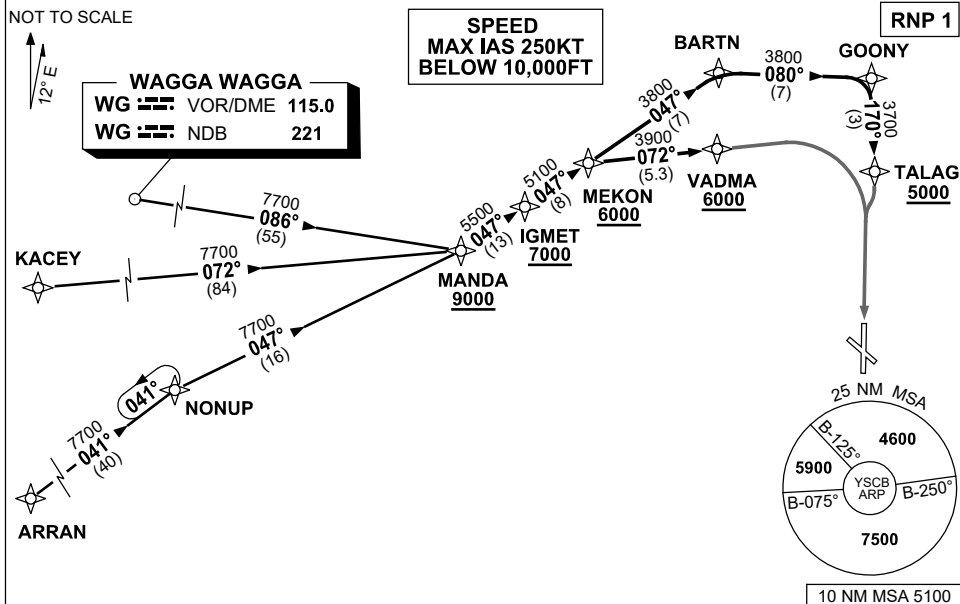 NOT TO SCALE
12° E
SPEED
MAX IAS 250KT
BELOW 10,000FT
RNP 1
WAGGA WAGGA
WG VOR/DME 115.0
WG NDB 221
BARTN
3800
080°
(7)
GOONY
3700
170°
(3)
TALAG
5000
3800
047°
(7)
3900
072°
(5.3)
VADMA
6000
MEKON
6000
5100
047°
(8)
IGMET
7000
5500
047°
(13)
MANDA
9000
7700
086°
(55)
KACEY
7700
072°
(84)
7700
047°
(16)
041°
NONUP
7700
041°
(40)
ARRAN
25 NM MSA
B-125°
4600
5900
YSCB
ARP
B-075°
B-250°
7500
10 NM MSA 5100